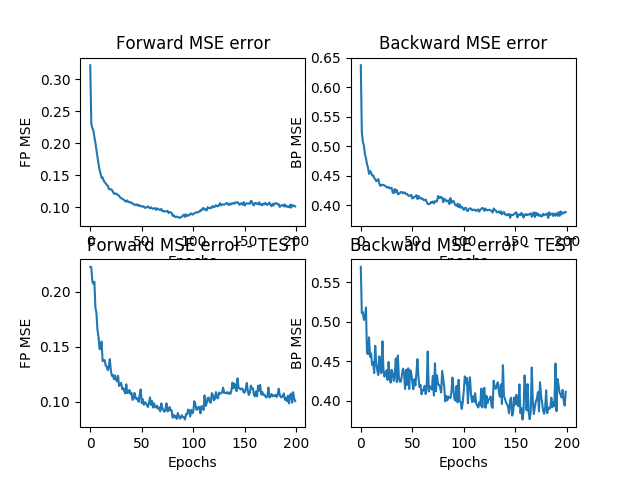 Forward MSE error
Backward MSE error
FP MSE
0.30
0.25
0.20
0.15
0.10
BP MSE
0.65
0.60
0.55
0.50
0.45
0.40
0 50 100 150 200
0 50 100 150 200
Epochs
Epochs
Forward MSE error - TEST
Backward MSE error - TEST
FP MSE
0.20
0.15
0.10
BP MSE
0.55
0.50
0.45
0.40
0 50 100 150 200
0 50 100 150 200
Epochs
Epochs